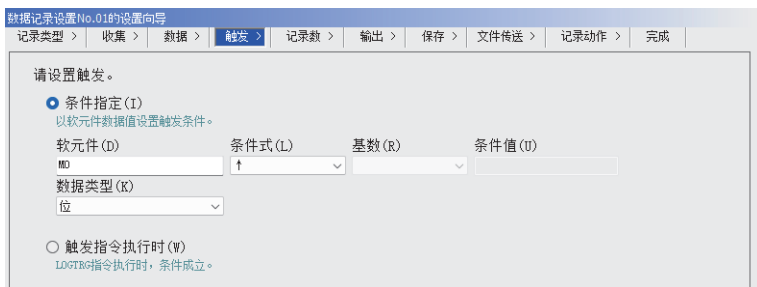 数据记录设置No.01的设置向导
记录类型 > 收集 > 数据 > 触发 > 记录数 > 输出 > 保存 > 文件传送 > 记录动作 > 完成
请设置触发。
条件指定(I)
以软元件数据值设置触发条件。
软元件(D) 条件式(L) 基数(R) 条件值(U)
M0 ↑
数据类型(K)
位
触发指令执行时(W)
LOGTRG指令执行时，条件成立。